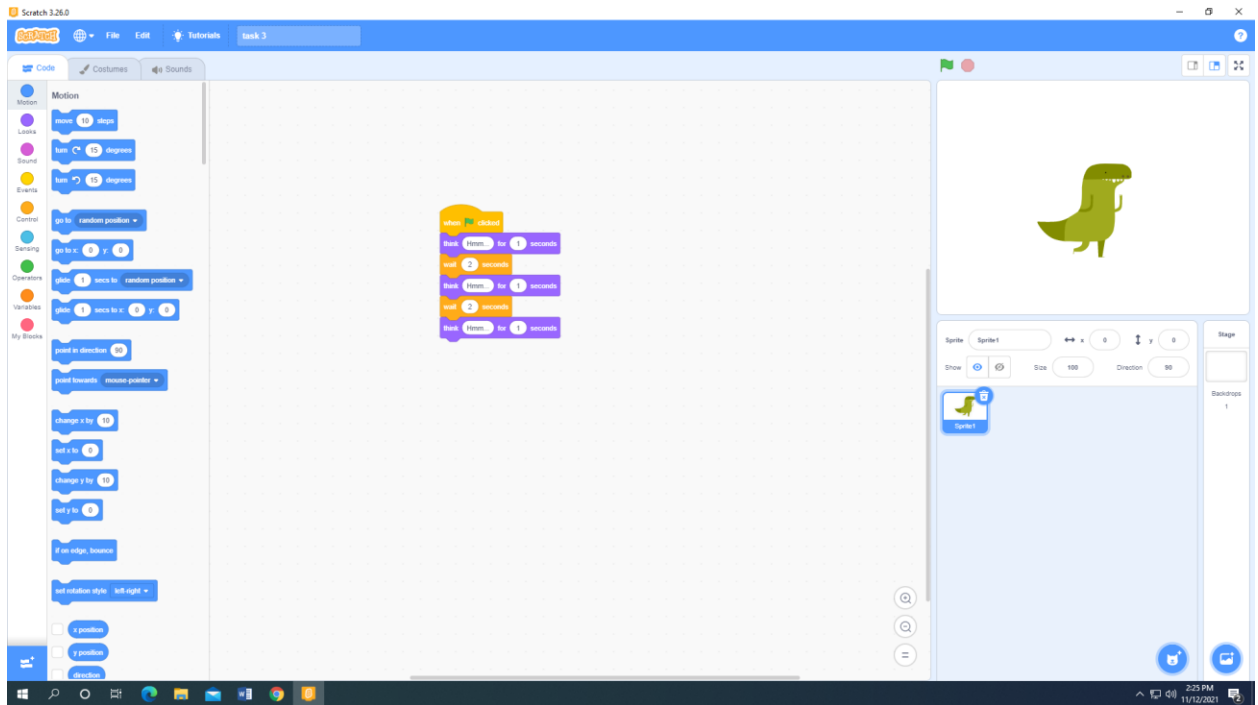 Scratch 3.26.0
SCRATCH File Edit Tutorials task 3
Code Costumes Sounds
Motion
Looks
Sound
Events
Control
Sensing
Operators
Variables
My Blocks
Motion
move 10 steps
turn 15 degrees
turn 15 degrees
go to random position
go to x: 0 y: 0
glide 1 secs to random position
glide 1 secs to x: 0 y: 0
point in direction 90
point towards mouse-pointer
change x by 10
set x to 0
change y by 10
set y to 0
if on edge, bounce
set rotation style left-right
x position
y position
direction
when clicked
think Hmm... for 1 seconds
wait 2 seconds
think Hmm... for 1 seconds
wait 2 seconds
think Hmm... for 1 seconds
Sprite Sprite1 x 0 y 0
Show Size 100 Direction 90
Sprite1
Stage
Backdrops
1
2:25 PM
11/12/2021
2